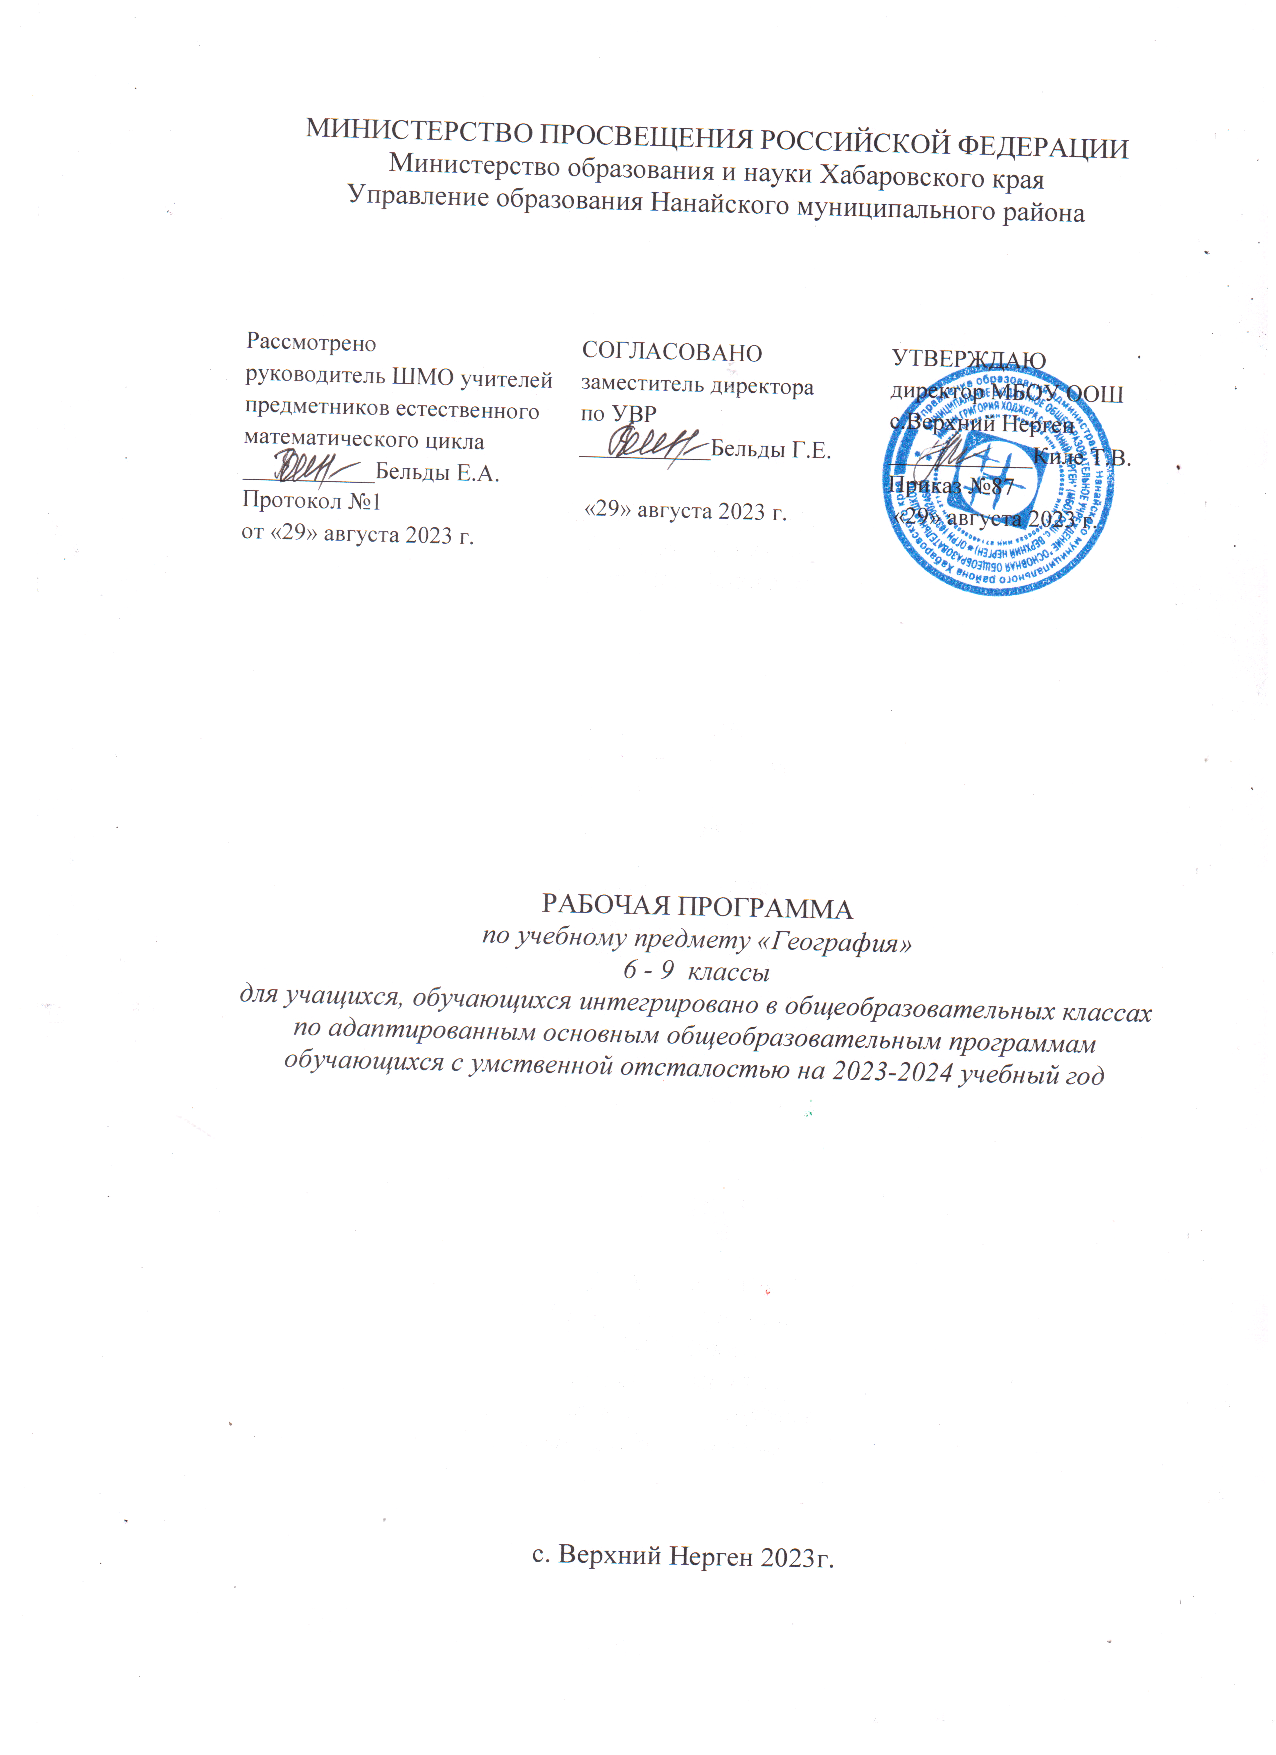 МИНИСТЕРСТВО ПРОСВЕЩЕНИЯ РОССИЙСКОЙ ФЕДЕРАЦИИ
Министерство образования и науки Хабаровского края
Управление образования Нанайского муниципального района
Рассмотрено
руководитель ШМО учителей
предметников естественного
математического цикла
___________Бельды Е.А.
Протокол №1
от «29» августа 2023 г.
СОГЛАСОВАНО
заместитель директора
по УВР
___________Бельды Г.Е.
«29» августа 2023 г.
УТВЕРЖДАЮ
директор МБОУ ООШ
с.Верхний Нерген
____________Киле Т.В.
Приказ №87
«29» августа 2023 г.
РАБОЧАЯ ПРОГРАММА
по учебному предмету «География»
6 - 9 классы
для учащихся, обучающихся интегрировано в общеобразовательных классах
по адаптированным основным общеобразовательным программам
обучающихся с умственной отсталостью на 2023-2024 учебный год
с. Верхний Нерген 2023г.